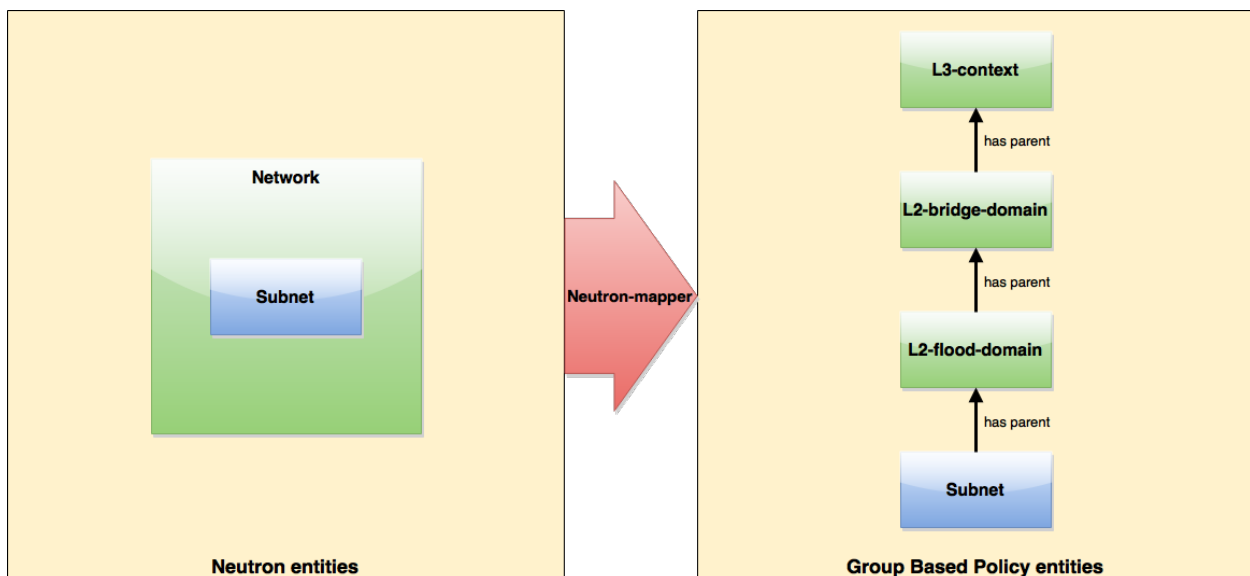 Network
Subnet
Neutron entities
Neutron-mapper
L3-context
has parent
L2-bridge-domain
has parent
L2-flood-domain
has parent
Subnet
Group Based Policy entities